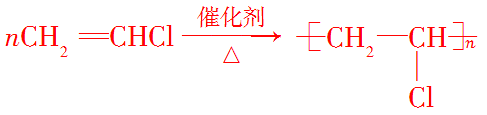 nCH₂═CHCl —催化剂/△→ ⁅CH₂—CH⁆ₙ
Cl